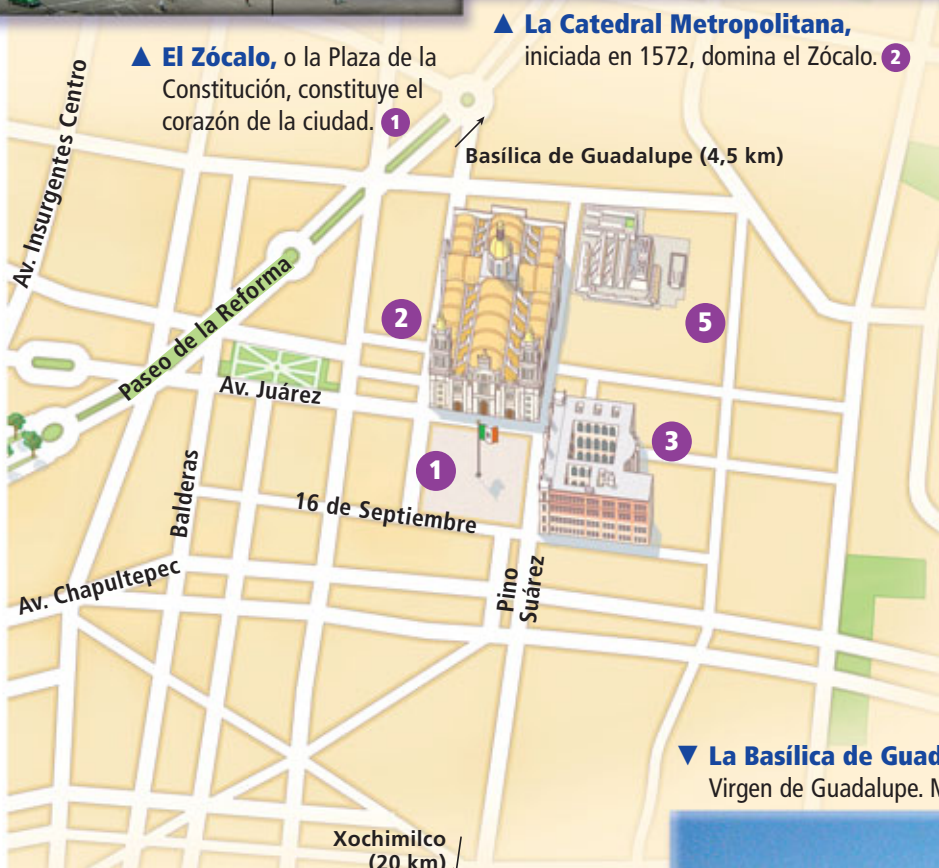 ▲ El Zócalo, o la Plaza de la
Constitución, constituye el
corazón de la ciudad. 1
▲ La Catedral Metropolitana,
iniciada en 1572, domina el Zócalo. 2
Av. Insurgentes Centro
Basílica de Guadalupe (4,5 km)
Paseo de la Reforma
2
5
Av. Juárez
3
1
Balderas
16 de Septiembre
Av. Chapultepec
Pino
Suárez
▼ La Basílica de
Virgen de Guadalupe.
Xochimilco
(20 km)